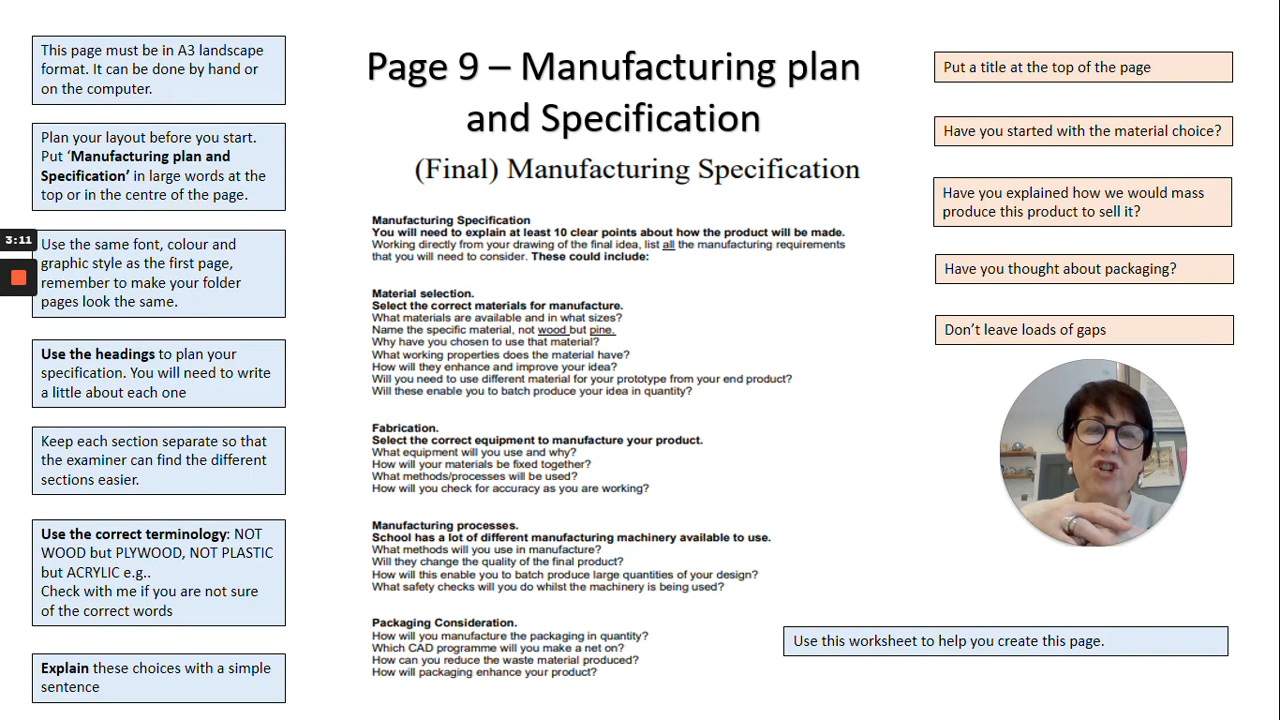 This page must be in A3 landscape
format. It can be done by hand or
on the computer.
Plan your layout before you start.
Put ‘Manufacturing plan and
Specification’ in large words at the
top or in the centre of the page.
3:11
Use the same font, colour and
graphic style as the first page,
remember to make your folder
pages look the same.
Use the headings to plan your
specification. You will need to write
a little about each one
Keep each section separate so that
the examiner can find the different
sections easier.
Use the correct terminology: NOT
WOOD but PLYWOOD, NOT PLASTIC
but ACRYLIC e.g..
Check with me if you are not sure
of the correct words
Explain these choices with a simple
sentence
Page 9 – Manufacturing plan
and Specification
(Final) Manufacturing Specification
Manufacturing Specification
You will need to explain at least 10 clear points about how the product will be made.
Working directly from your drawing of the final idea, list all the manufacturing requirements
that you will need to consider. These could include:
Material selection.
Select the correct materials for manufacture.
What materials are available and in what sizes?
Name the specific material, not wood but pine.
Why have you chosen to use that material?
What working properties does the material have?
How will they enhance and improve your idea?
Will you need to use different material for your prototype from your end product?
Will these enable you to batch produce your idea in quantity?
Fabrication.
Select the correct equipment to manufacture your product.
What equipment will you use and why?
How will your materials be fixed together?
What methods/processes will be used?
How will you check for accuracy as you are working?
Manufacturing processes.
School has a lot of different manufacturing machinery available to use.
What methods will you use in manufacture?
Will they change the quality of the final product?
How will this enable you to batch produce large quantities of your design?
What safety checks will you do whilst the machinery is being used?
Packaging Consideration.
How will you manufacture the packaging in quantity?
Which CAD programme will you make a net on?
How can you reduce the waste material produced?
How will packaging enhance your product?
Put a title at the top of the page
Have you started with the material choice?
Have you explained how we would mass
produce this product to sell it?
Have you thought about packaging?
Don’t leave loads of gaps
Use this worksheet to help you create this page.